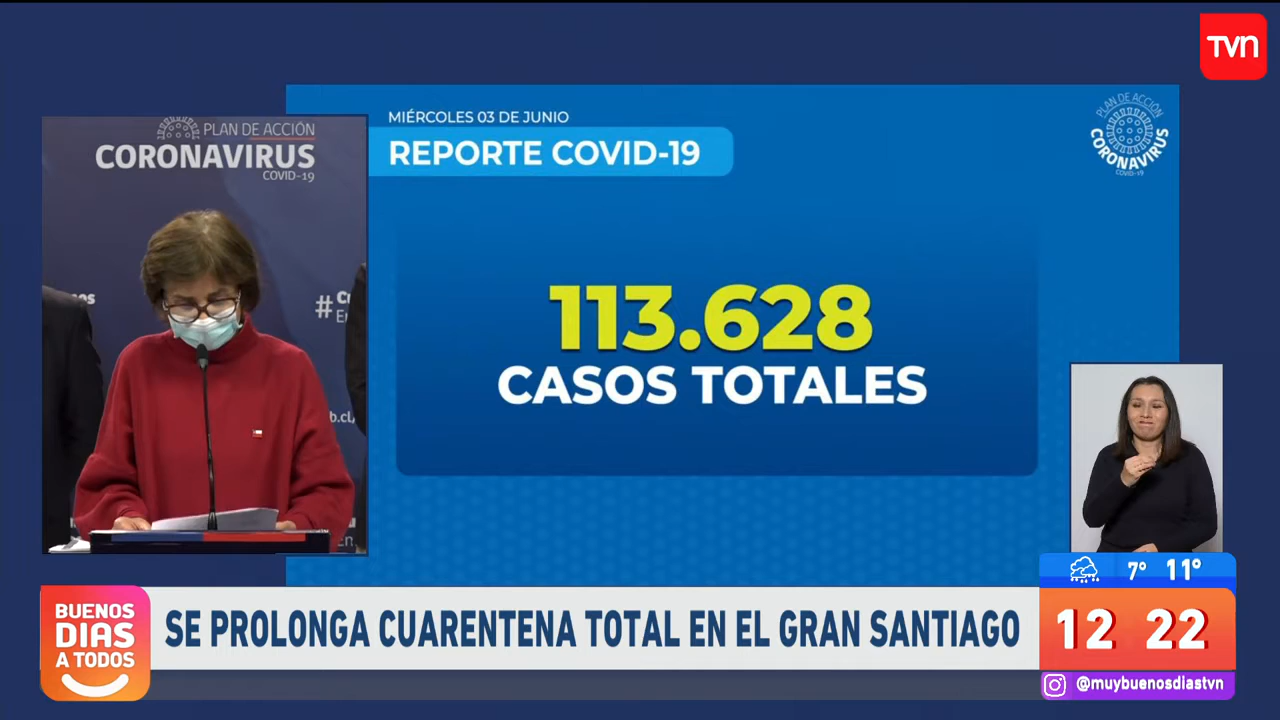 TVN
MIÉRCOLES 03 DE JUNIO
REPORTE COVID-19
PLAN DE ACCIÓN
CORONAVIRUS
COVID-19
PLAN DE ACCIÓN
CORONAVIRUS
COVID-19
113.628
CASOS TOTALES
#
b.cl/
7° 11°
BUENOS
DIAS
A TODOS
SE PROLONGA CUARENTENA TOTAL EN EL GRAN SANTIAGO
12 22
@muybuenosdiastvn